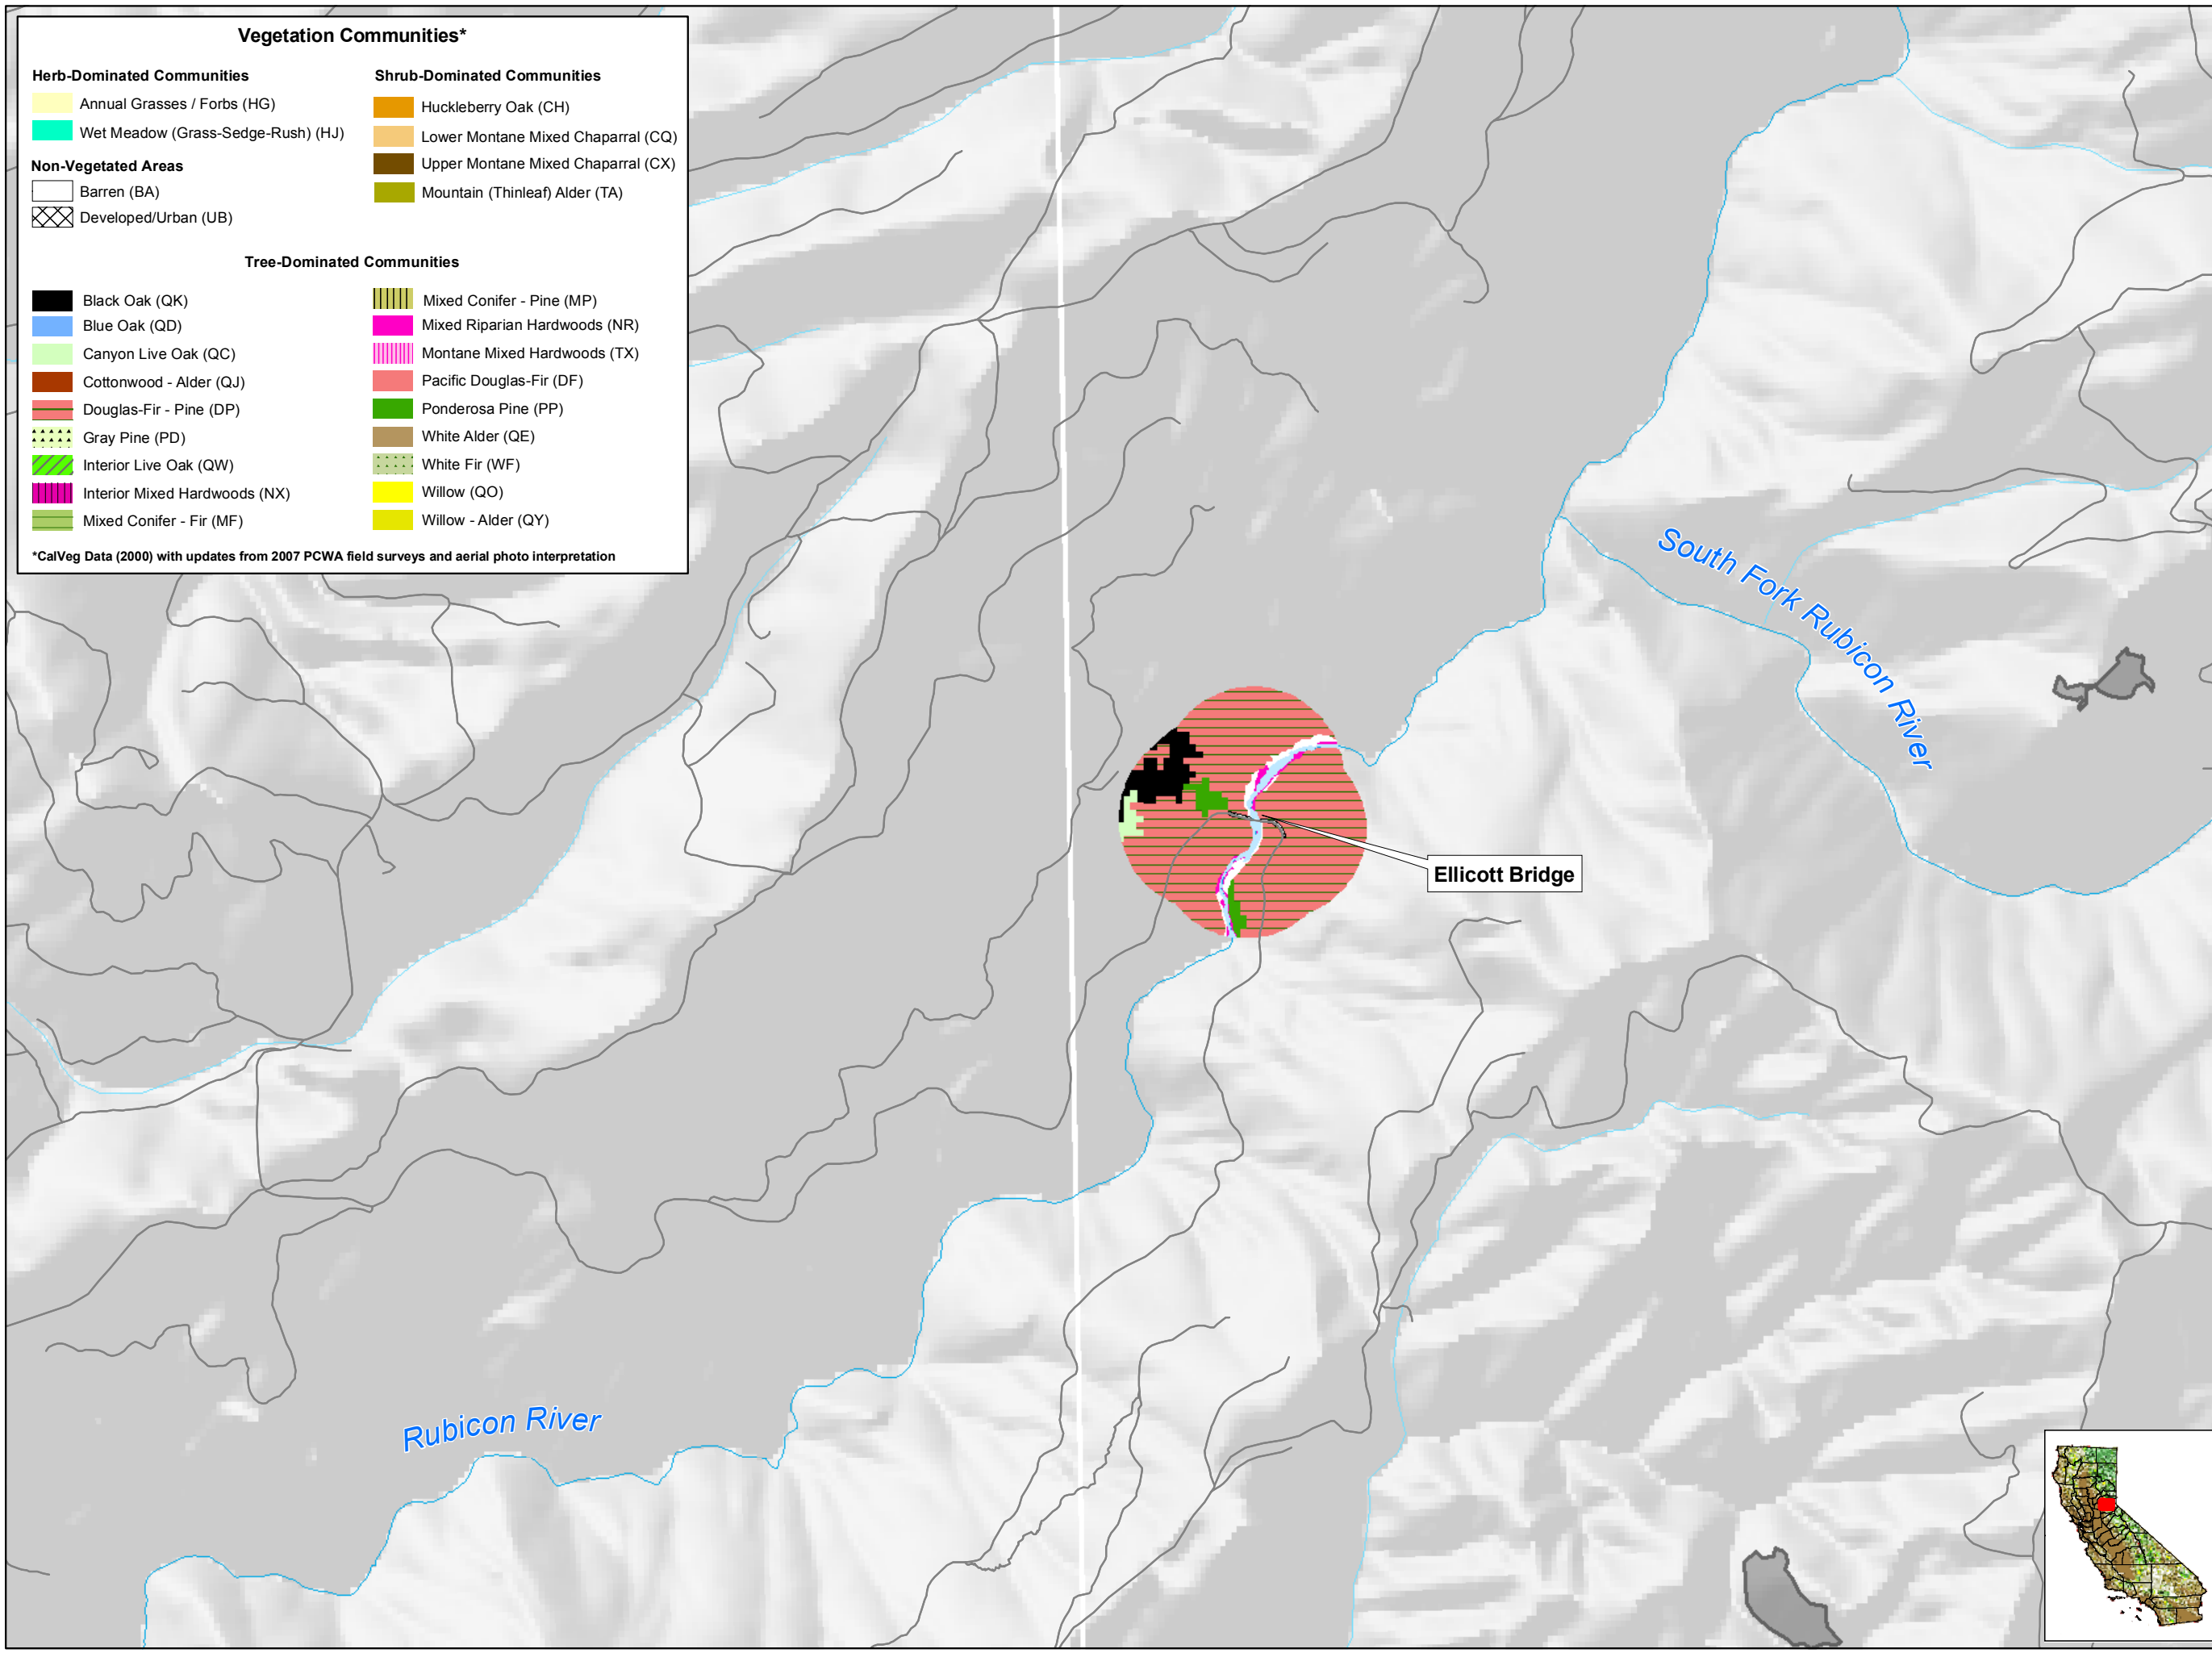 Vegetation Communities*
Herb-Dominated Communities
Annual Grasses / Forbs (HG)
Wet Meadow (Grass-Sedge-Rush) (HJ)
Non-Vegetated Areas
Barren (BA)
Developed/Urban (UB)
Shrub-Dominated Communities
Huckleberry Oak (CH)
Lower Montane Mixed Chaparral (CQ)
Upper Montane Mixed Chaparral (CX)
Mountain (Thinleaf) Alder (TA)
Tree-Dominated Communities
Black Oak (QK)
Blue Oak (QD)
Canyon Live Oak (QC)
Cottonwood - Alder (QJ)
Douglas-Fir - Pine (DP)
Gray Pine (PD)
Interior Live Oak (QW)
Interior Mixed Hardwoods (NX)
Mixed Conifer - Fir (MF)
Mixed Conifer - Pine (MP)
Mixed Riparian Hardwoods (NR)
Montane Mixed Hardwoods (TX)
Pacific Douglas-Fir (DF)
Ponderosa Pine (PP)
White Alder (QE)
White Fir (WF)
Willow (QO)
Willow - Alder (QY)
*CalVeg Data (2000) with updates from 2007 PCWA field surveys and aerial photo interpretation
South Fork Rubicon River
Ellicott Bridge
Rubicon River